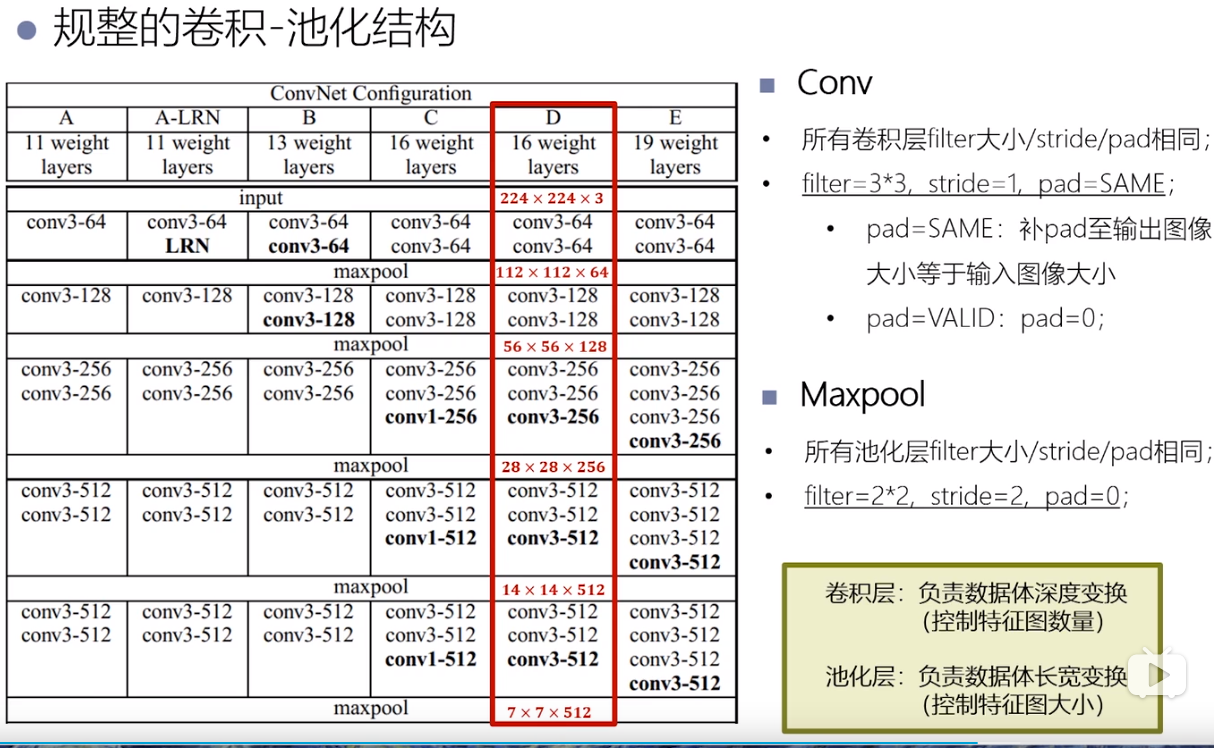 规整的卷积-池化结构
ConvNet Configuration
A A-LRN B C D E
11 weight layers 11 weight layers 13 weight layers 16 weight layers 16 weight layers 19 weight layers
input 224 × 224 × 3
conv3-64 conv3-64 conv3-64 conv3-64 conv3-64 conv3-64
LRN conv3-64 conv3-64 conv3-64 conv3-64
maxpool 112 × 112 × 64
conv3-128 conv3-128 conv3-128 conv3-128 conv3-128 conv3-128
conv3-128 conv3-128 conv3-128 conv3-128
maxpool 56 × 56 × 128
conv3-256 conv3-256 conv3-256 conv3-256 conv3-256 conv3-256
conv3-256 conv3-256 conv3-256 conv3-256 conv3-256 conv3-256
conv1-256 conv3-256 conv3-256
conv3-256
maxpool 28 × 28 × 256
conv3-512 conv3-512 conv3-512 conv3-512 conv3-512 conv3-512
conv3-512 conv3-512 conv3-512 conv3-512 conv3-512 conv3-512
conv1-512 conv3-512 conv3-512
conv3-512
maxpool 14 × 14 × 512
conv3-512 conv3-512 conv3-512 conv3-512 conv3-512 conv3-512
conv3-512 conv3-512 conv3-512 conv3-512 conv3-512 conv3-512
conv1-512 conv3-512 conv3-512
conv3-512
maxpool 7 × 7 × 512
Conv
所有卷积层filter大小/stride/pad相同;
filter=3*3, stride=1, pad=SAME;
pad=SAME: 补pad至输出图像
大小等于输入图像大小
pad=VALID: pad=0;
Maxpool
所有池化层filter大小/stride/pad相同;
filter=2*2, stride=2, pad=0;
卷积层: 负责数据体深度变换
(控制特征图数量)
池化层: 负责数据体长宽变换
(控制特征图大小)